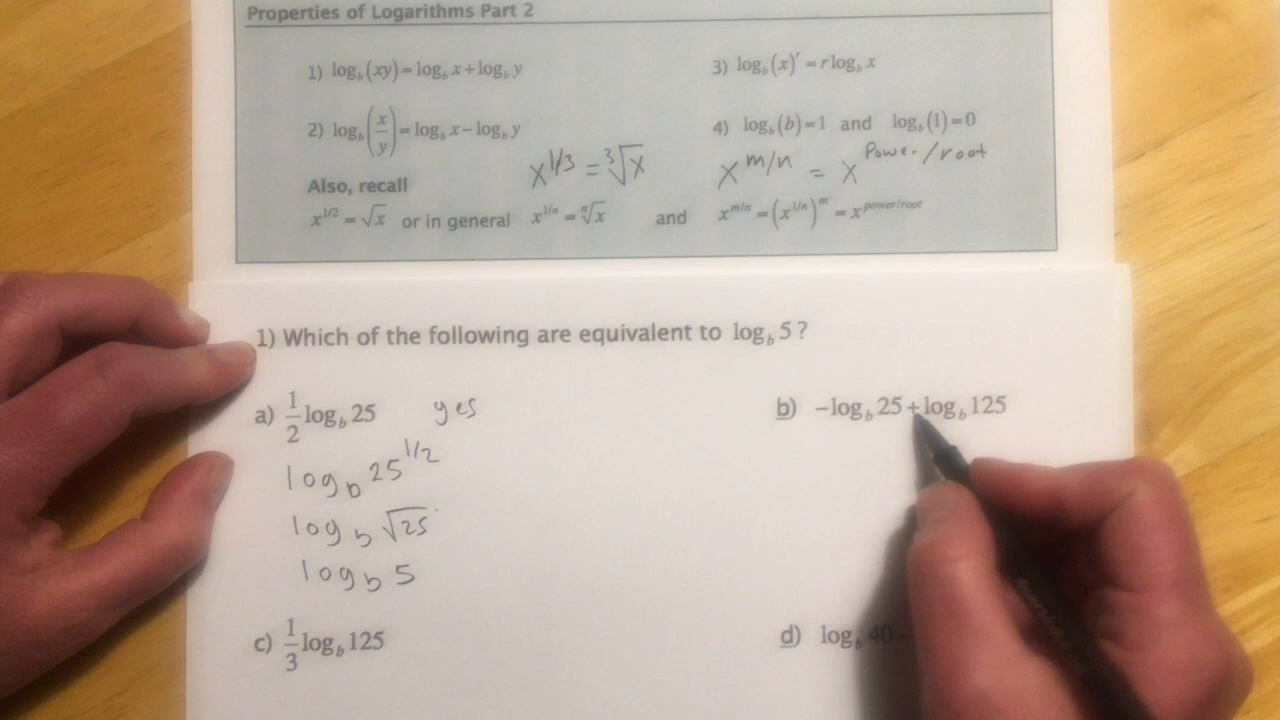 Properties of Logarithms Part 2
1) log_b(xy)=log_b x+log_b y
3) log_b(x)^r=r log_b x
2) log_b(x/y)=log_b x-log_b y
4) log_b(b)=1 and log_b(1)=0
x^1/3 = ∛x
x^m/n = x^Power/root
Also, recall
x^1/2=√x or in general x^1/n=ⁿ√x and x^m/n=(x^1/n)^m=x^power/root
1) Which of the following are equivalent to log_b 5?
a) 1/2 log_b 25 yes
b) -log_b 25+log_b 125
log_b 25^1/2
log_b √25
log_b 5
c) 1/3 log_b 125
d) log_b 40-